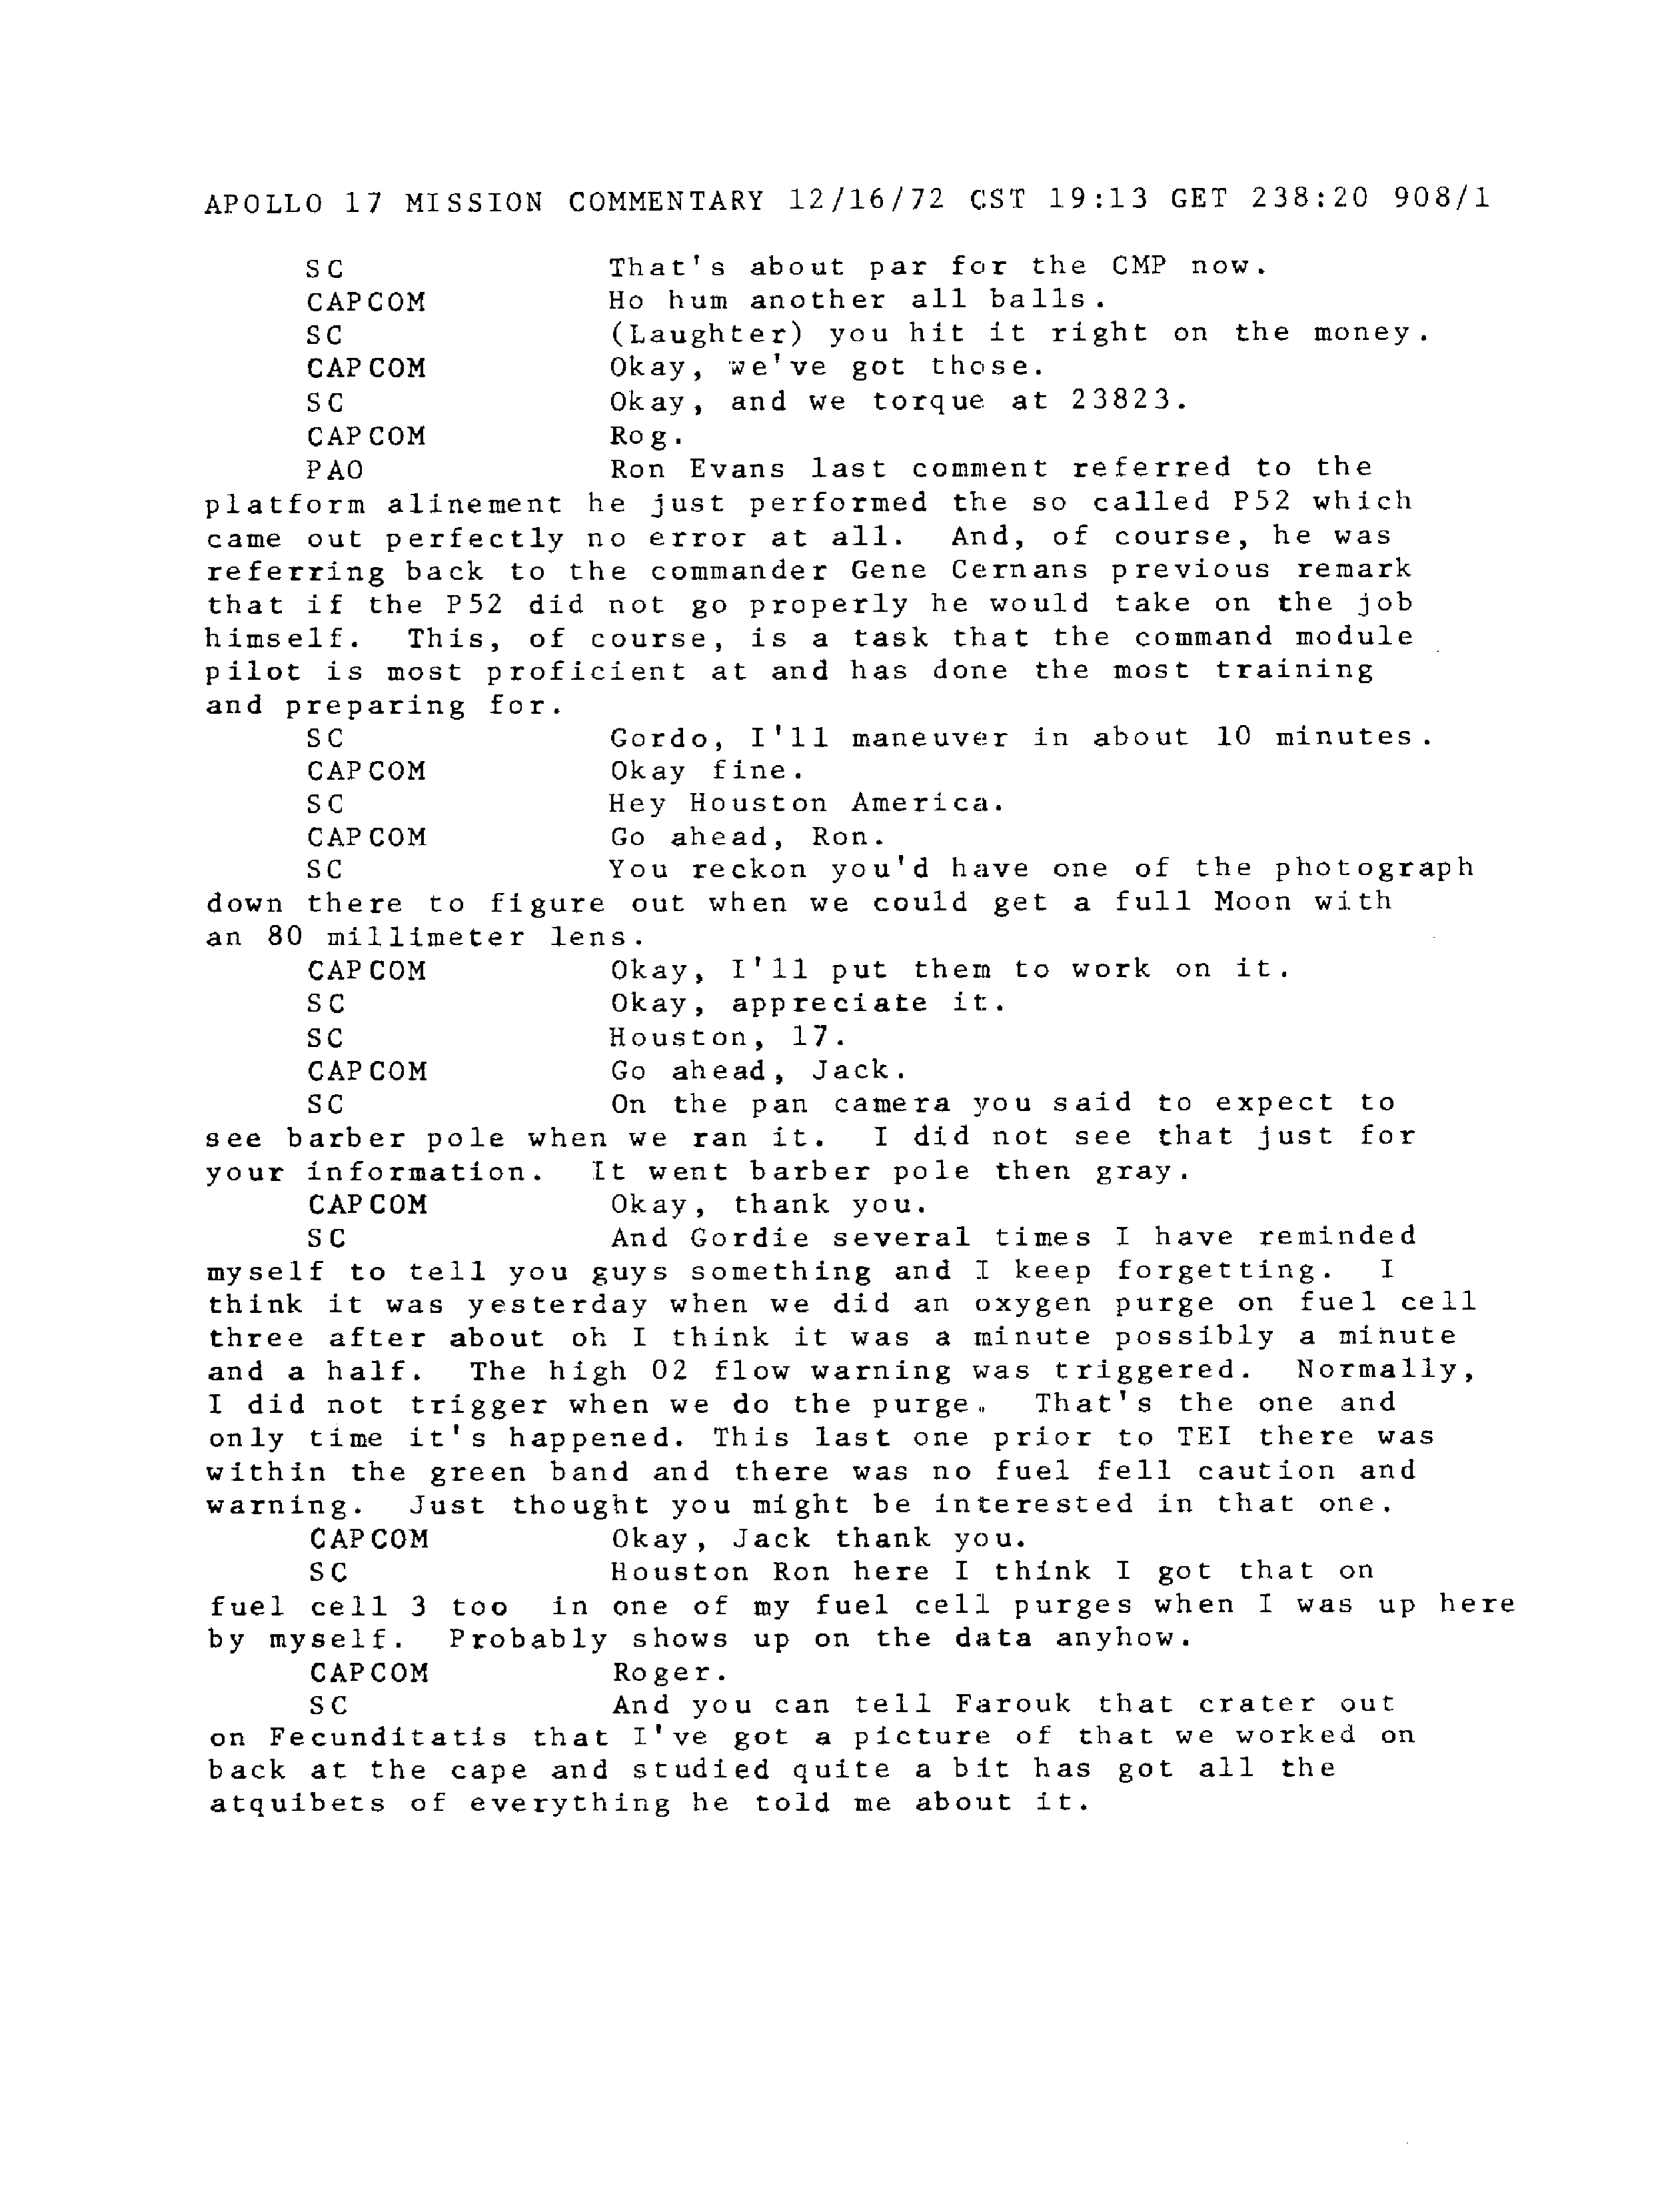 APOLLO 17 MISSION COMMENTARY 12/16/72 CST 19:13 GET 238:20 908/1
SC That's about par for the CMP now.
CAPCOM Ho hum another all balls.
SC (Laughter) you hit it right on the money.
CAPCOM Okay, we've got those.
SC Okay, and we torque at 23823.
CAPCOM Rog.
PAO Ron Evans last comment referred to the
platform alinement he just performed the so called P52 which
came out perfectly no error at all. And, of course, he was
referring back to the commander Gene Cernans previous remark
that if the P52 did not go properly he would take on the job
himself. This, of course, is a task that the command module
pilot is most proficient at and has done the most training
and preparing for.
SC Gordo, I'll maneuver in about 10 minutes.
CAPCOM Okay fine.
SC Hey Houston America.
CAPCOM Go ahead, Ron.
SC You reckon you'd have one of the photograph
down there to figure out when we could get a full Moon with
an 80 millimeter lens.
CAPCOM Okay, I'll put them to work on it.
SC Okay, appreciate it.
SC Houston, 17.
CAPCOM Go ahead, Jack.
SC On the pan camera you said to expect to
see barber pole when we ran it. I did not see that just for
your information. It went barber pole then gray.
CAPCOM Okay, thank you.
SC And Gordie several times I have reminded
myself to tell you guys something and I keep forgetting. I
think it was yesterday when we did an oxygen purge on fuel cell
three after about oh I think it was a minute possibly a minute
and a half. The high O2 flow warning was triggered. Normally,
I did not trigger when we do the purge. That's the one and
only time it's happened. This last one prior to TEI there was
within the green band and there was no fuel fell caution and
warning. Just thought you might be interested in that one.
CAPCOM Okay, Jack thank you.
SC Houston Ron here I think I got that on
fuel cell 3 too in one of my fuel cell purges when I was up here
by myself. Probably shows up on the data anyhow.
CAPCOM Roger.
SC And you can tell Farouk that crater out
on Fecunditatis that I've got a picture of that we worked on
back at the cape and studied quite a bit has got all the
atquibets of everything he told me about it.